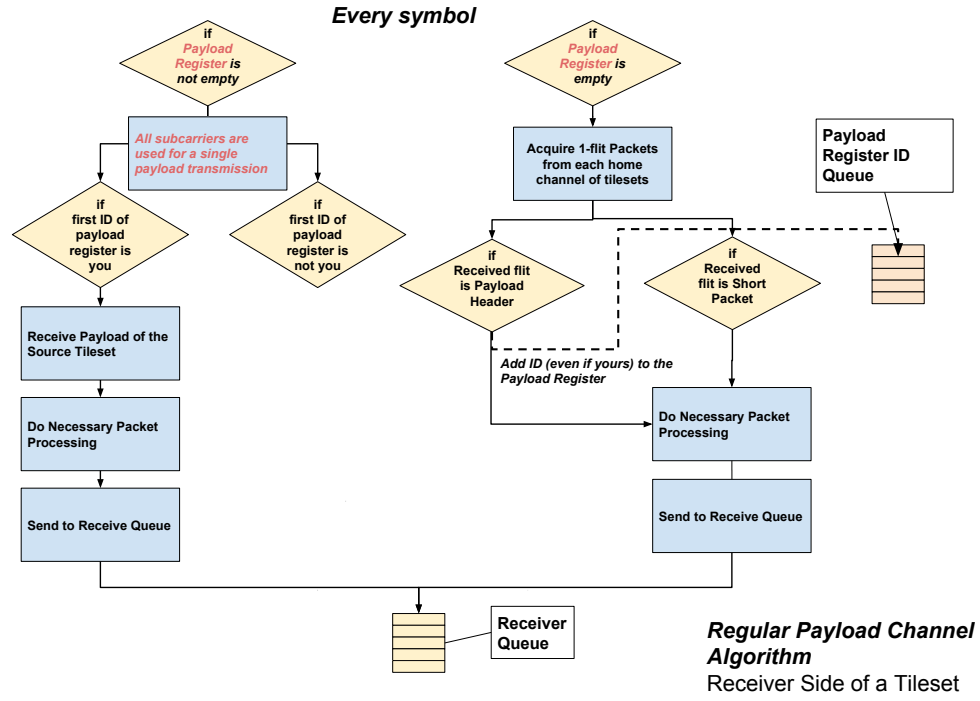 Every symbol
if
Payload
Register is
not empty
if
Payload
Register is
empty
All subcarriers are
used for a single
payload transmission
Acquire 1-flit Packets
from each home
channel of tilesets
Payload
Register ID
Queue
if
first ID of
payload
register is
you
if
first ID of
payload
register is
not you
if
Received flit
is Payload
Header
if
Received
flit is Short
Packet
Receive Payload of the
Source Tileset
Add ID (even if yours) to the
Payload Register
Do Necessary Packet
Processing
Do Necessary Packet
Processing
Send to Receive Queue
Send to Receive Queue
Receiver
Queue
Regular Payload Channel
Algorithm
Receiver Side of a Tileset